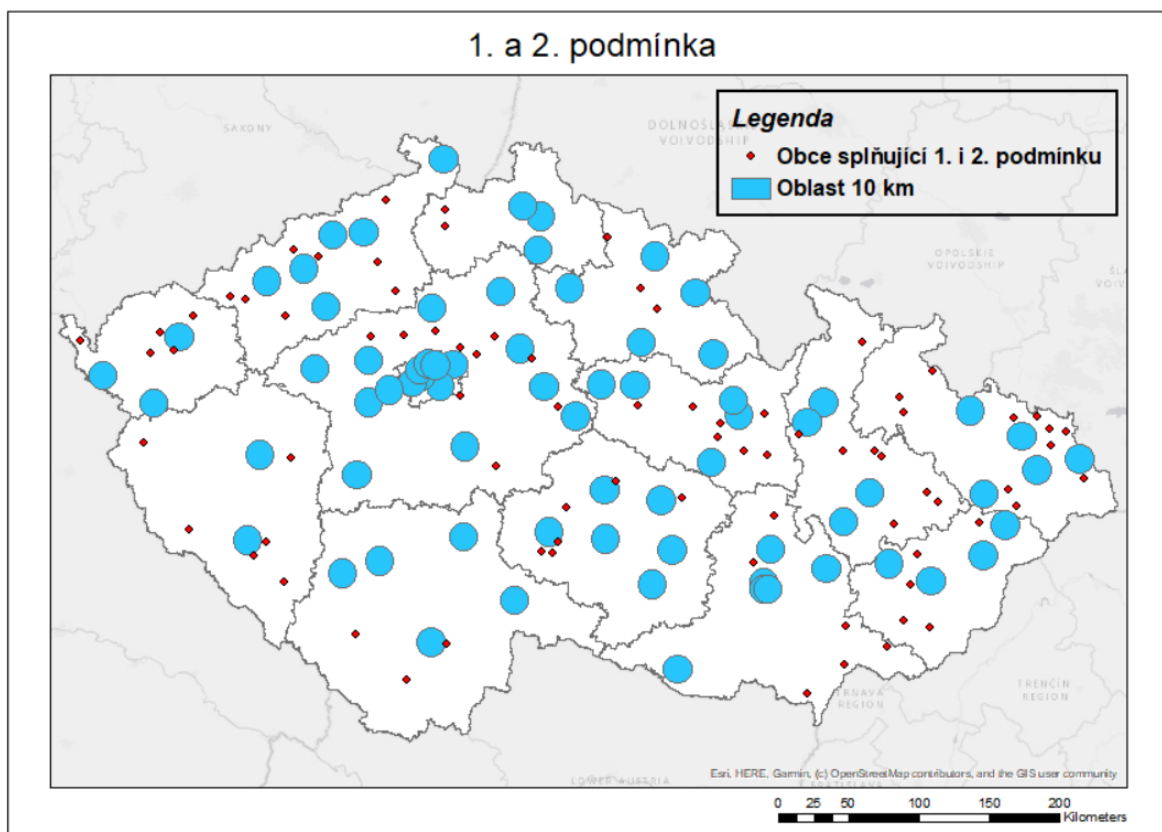 1. a 2. podmínka
SAXONY
DOLNOŚLĄSKIE
VOIVODSHIP
Legenda
Obce splňující 1. i 2. podmínku
Oblast 10 km
OPOLSKIE
VOIVODSHIP
TRNAVA
REGION
TRENČÍN
REGION
LOWER AUSTRIA
BRATISLAVA
Esri, HERE, Garmin, (c) OpenStreetMap contributors, and the GIS user community
0 25 50 100 150 200
Kilometers